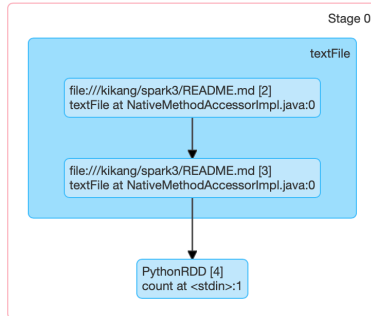 Stage 0
textFile
file:///kikang/spark3/README.md [2]
textFile at NativeMethodAccessorImpl.java:0
file:///kikang/spark3/README.md [3]
textFile at NativeMethodAccessorImpl.java:0
PythonRDD [4]
count at <stdin>:1